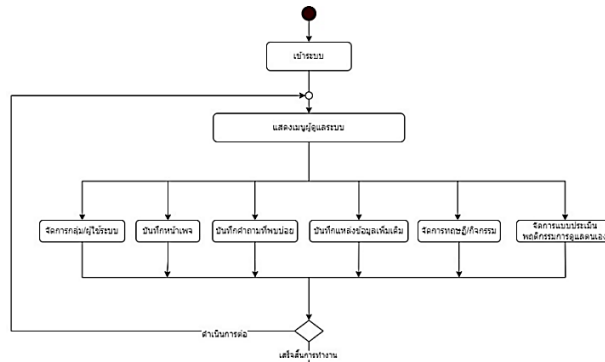 เข้าระบบ
แสดงเมนูผู้ดูแลระบบ
จัดการกลุ่ม/ผู้ใช้ระบบ
บันทึกหน้าเพจ
บันทึกคำถามที่พบบ่อย
บันทึกแหล่งข้อมูลเพิ่มเติม
จัดการทฤษฎี/กิจกรรม
จัดการแบบประเมิน
พฤติกรรมการดูแลตนเอง
ดำเนินการต่อ
เสร็จสิ้นการทำงาน